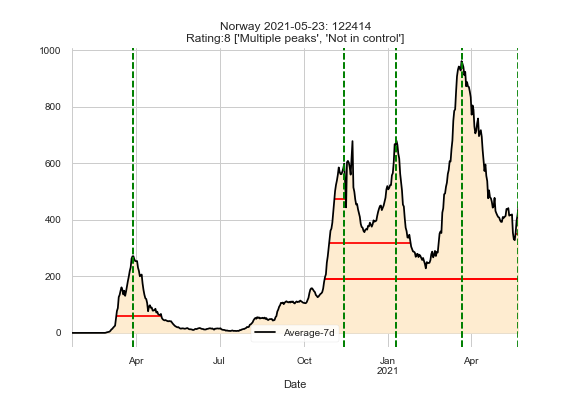 Norway 2021-05-23: 122414
Rating:8 ['Multiple peaks', 'Not in control']
1000
800
600
400
200
0
Average-7d
Apr
Jul
Oct
Jan
2021
Apr
Date